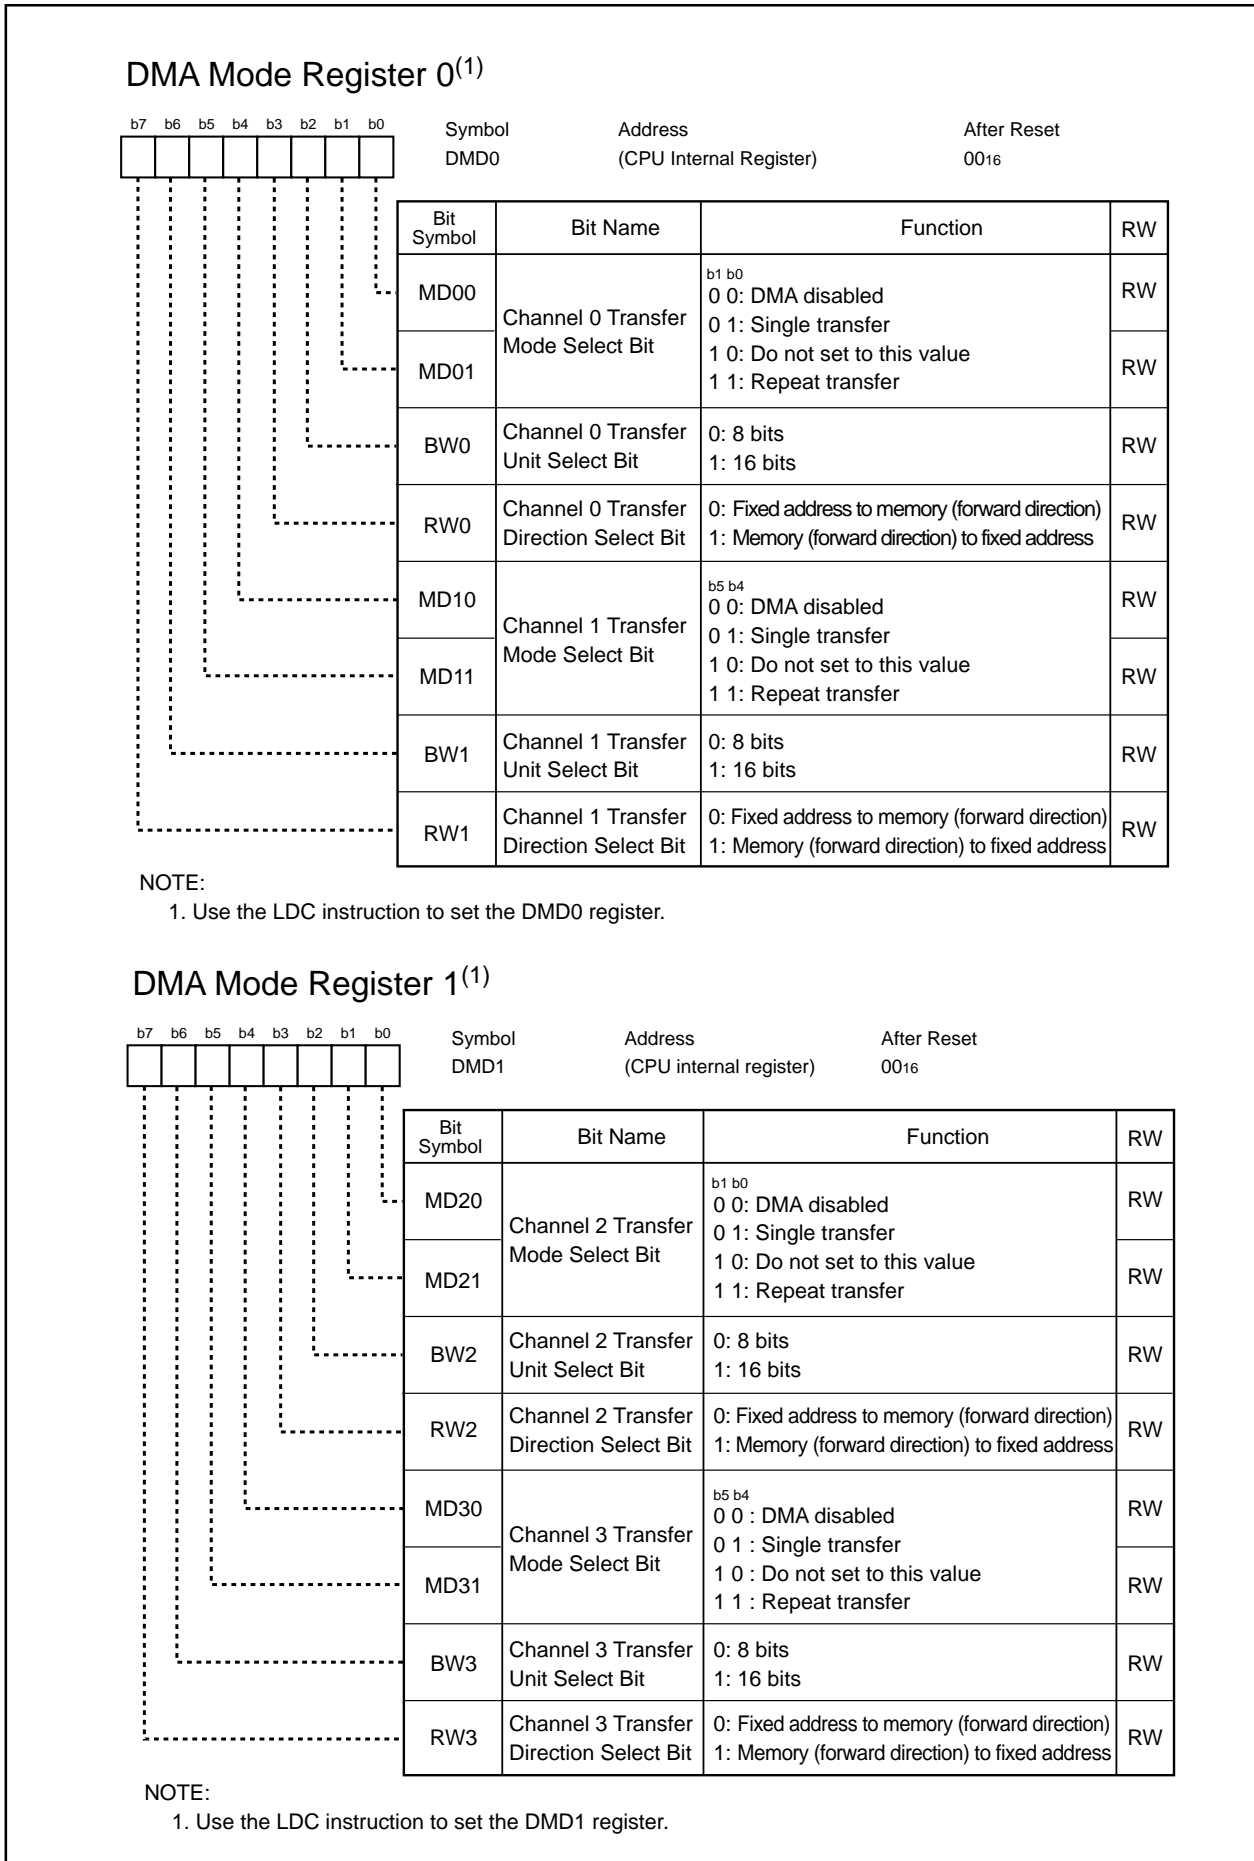 DMA Mode Register 0(1)
b7 b6 b5 b4 b3 b2 b1 b0
Symbol Address After Reset
DMD0 (CPU Internal Register) 0016
Bit Symbol Bit Name Function RW
MD00 RW
MD01 RW
Channel 0 Transfer
Mode Select Bit
b1 b0
0 0: DMA disabled
0 1: Single transfer
1 0: Do not set to this value
1 1: Repeat transfer
BW0 RW
Channel 0 Transfer
Unit Select Bit
0: 8 bits
1: 16 bits
RW0 RW
Channel 0 Transfer
Direction Select Bit
0: Fixed address to memory (forward direction)
1: Memory (forward direction) to fixed address
MD10 RW
MD11 RW
Channel 1 Transfer
Mode Select Bit
b5 b4
0 0: DMA disabled
0 1: Single transfer
1 0: Do not set to this value
1 1: Repeat transfer
BW1 RW
Channel 1 Transfer
Unit Select Bit
0: 8 bits
1: 16 bits
RW1 RW
Channel 1 Transfer
Direction Select Bit
0: Fixed address to memory (forward direction)
1: Memory (forward direction) to fixed address
NOTE:
1. Use the LDC instruction to set the DMD0 register.
DMA Mode Register 1(1)
b7 b6 b5 b4 b3 b2 b1 b0
Symbol Address After Reset
DMD1 (CPU internal register) 0016
Bit Symbol Bit Name Function RW
MD20 RW
MD21 RW
Channel 2 Transfer
Mode Select Bit
b1 b0
0 0: DMA disabled
0 1: Single transfer
1 0: Do not set to this value
1 1: Repeat transfer
BW2 RW
Channel 2 Transfer
Unit Select Bit
0: 8 bits
1: 16 bits
RW2 RW
Channel 2 Transfer
Direction Select Bit
0: Fixed address to memory (forward direction)
1: Memory (forward direction) to fixed address
MD30 RW
MD31 RW
Channel 3 Transfer
Mode Select Bit
b5 b4
0 0 : DMA disabled
0 1 : Single transfer
1 0 : Do not set to this value
1 1 : Repeat transfer
BW3 RW
Channel 3 Transfer
Unit Select Bit
0: 8 bits
1: 16 bits
RW3 RW
Channel 3 Transfer
Direction Select Bit
0: Fixed address to memory (forward direction)
1: Memory (forward direction) to fixed address
NOTE:
1. Use the LDC instruction to set the DMD1 register.